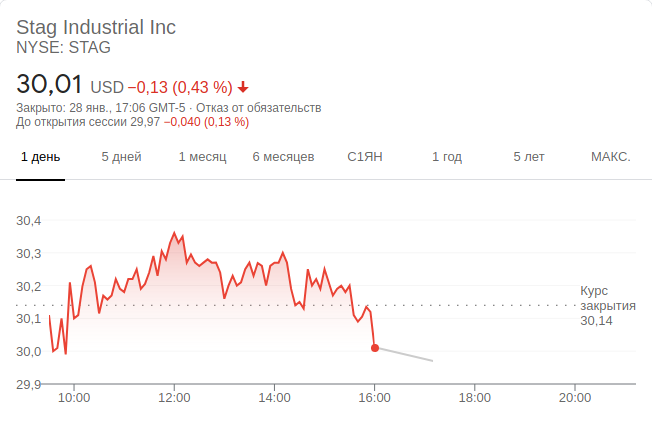 Stag Industrial Inc
NYSE: STAG
30,01 USD −0,13 (0,43 %)
Закрыто: 28 янв., 17:06 GMT-5 · Отказ от обязательств
До открытия сессии 29,97 −0,040 (0,13 %)
1 день 5 дней 1 месяц 6 месяцев С1ЯН 1 год 5 лет МАКС.
30,4
30,3
30,2
30,1
30,0
29,9
Курс
закрытия
30,14
10:00 12:00 14:00 16:00 18:00 20:00